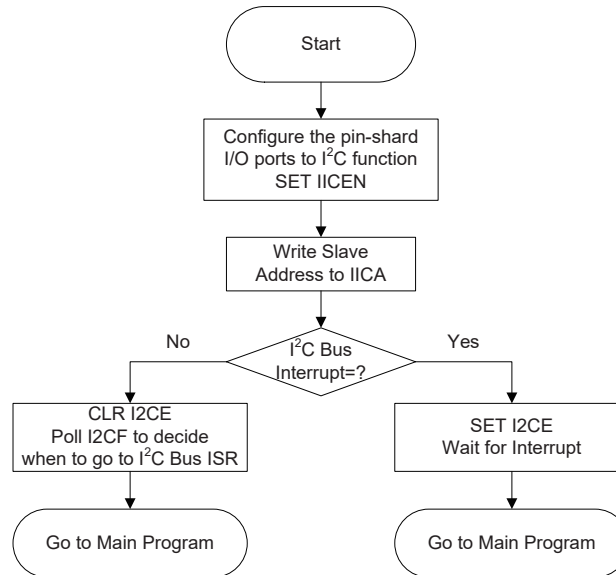 Start
Configure the pin-shard
I/O ports to I²C function
SET IICEN
Write Slave
Address to IICA
No
I²C Bus
Interrupt=?
Yes
CLR I2CE
Poll I2CF to decide
when to go to I²C Bus ISR
SET I2CE
Wait for Interrupt
Go to Main Program
Go to Main Program